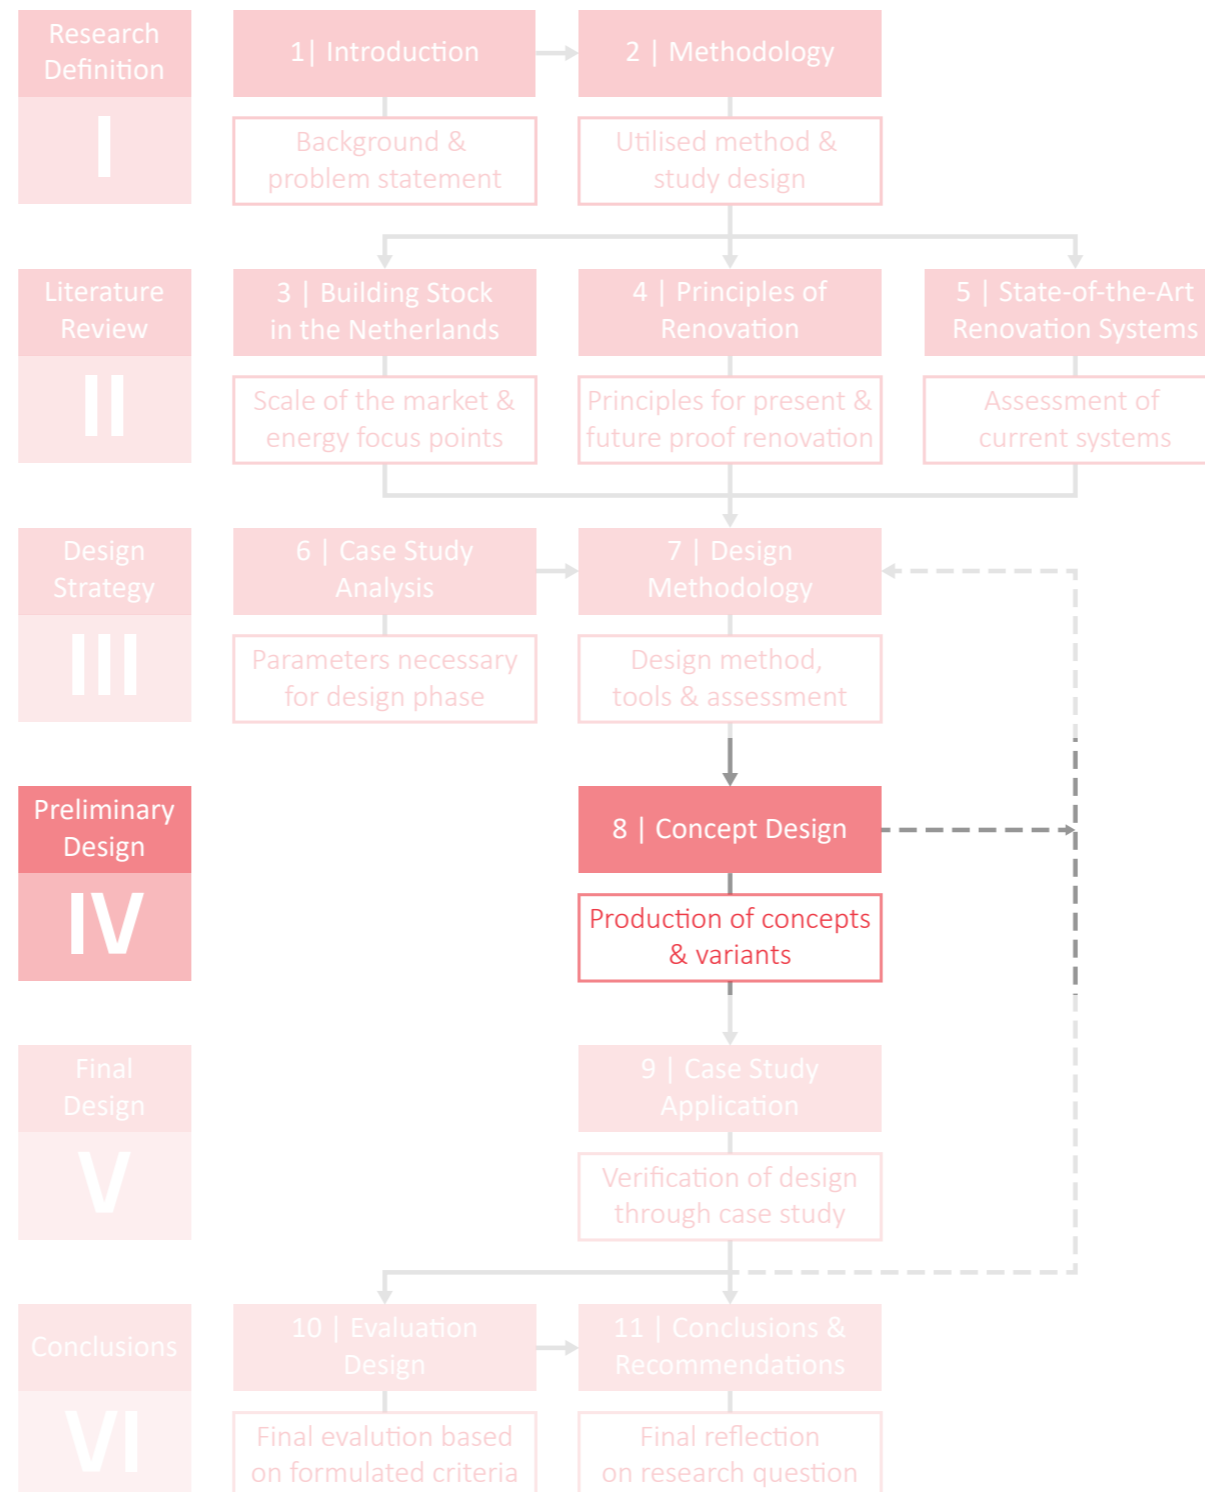 Research
Definition
I
1| Introduction
2 | Methodology
Background &
problem statement
Utilised method &
study design
Literature
Review
II
3 | Building Stock
in the Netherlands
4 | Principles of
Renovation
5 | State-of-the-Art
Renovation Systems
Scale of the market &
energy focus points
Principles for present &
future proof renovation
Assessment of
current systems
Design
Strategy
III
6 | Case Study
Analysis
7 | Design
Methodology
Parameters necessary
for design phase
Design method,
tools & assessment
Preliminary
Design
IV
8 | Concept Design
Production of concepts
& variants
Final
Design
V
9 | Case Study
Application
Verification of design
through case study
Conclusions
VI
10 | Evaluation
Design
11 | Conclusions &
Recommendations
Final evalution based
on formulated criteria
Final reflection
on research question